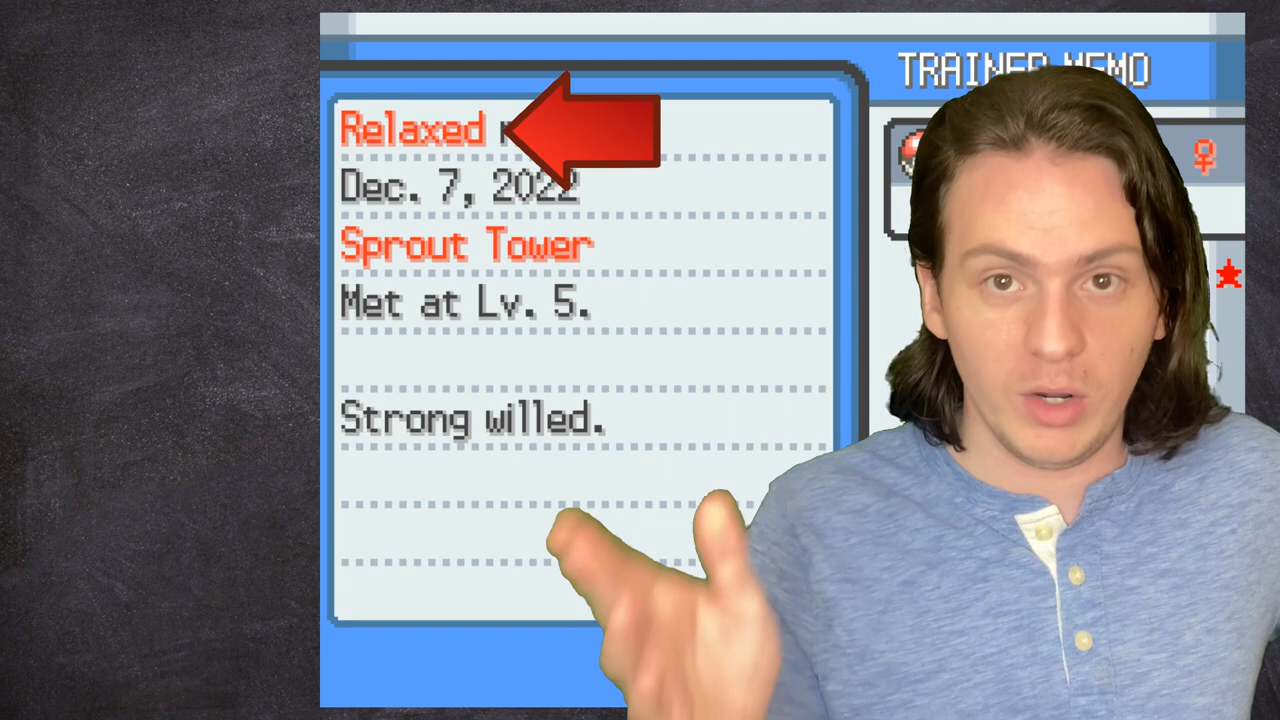 TRAINER MEMO
Relaxed
Dec. 7, 2022
Sprout Tower
Met at Lv. 5.
Strong willed.